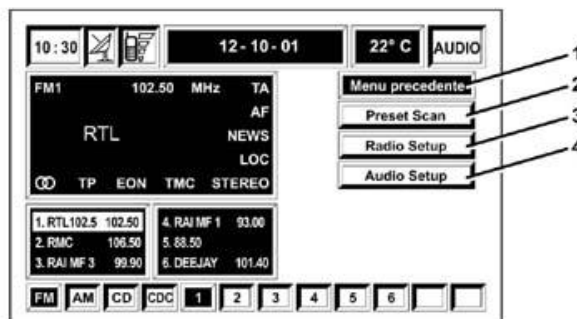 10 : 30 12 - 10 - 01 22° C AUDIO
FM1 102.50 MHz TA
AF
RTL NEWS
LOC
TP EON TMC STEREO
Menu precedente 1
Preset Scan 2
Radio Setup 3
Audio Setup 4
1. RTL102.5 102.50
2. RMC 106.50
3. RAI MF 3 99.90
4. RAI MF 1 93.00
5. 88.50
6. DEEJAY 101.40
FM AM CD CDC 1 2 3 4 5 6